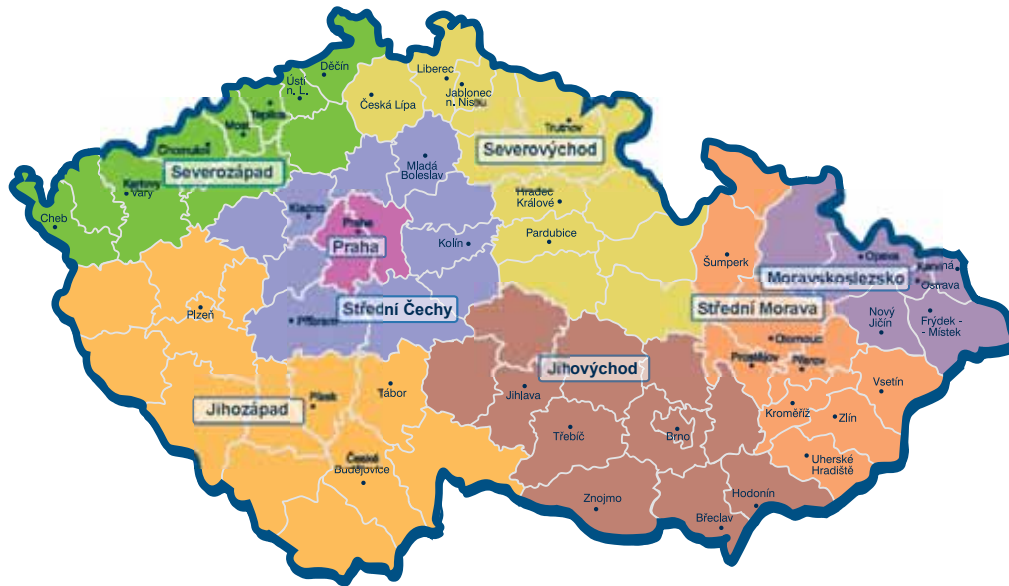 Děčín
Ústí
n. L.
Liberec
Jablonec
n. Nisou
Česká Lípa
Teplice
Most
Trutnov
Chomutov
Severovýchod
Severozápad
Mladá
Boleslav
Karlovy
Vary
Hradec
Králové
Kladno
Cheb
Praha
Praha
Pardubice
Kolín
Šumperk
Opava
Karviná
Moravskoslezsko
Ostrava
Střední Čechy
Střední Morava
Plzeň
Příbram
Nový
Jičín
Frýdek -
- Místek
Olomouc
Prostějov
Přerov
Jihovýchod
Vsetín
Tábor
Jihlava
Písek
Jihozápad
Kroměříž
Zlín
Třebíč
Brno
České
Budějovice
Uherské
Hradiště
Znojmo
Hodonín
Břeclav